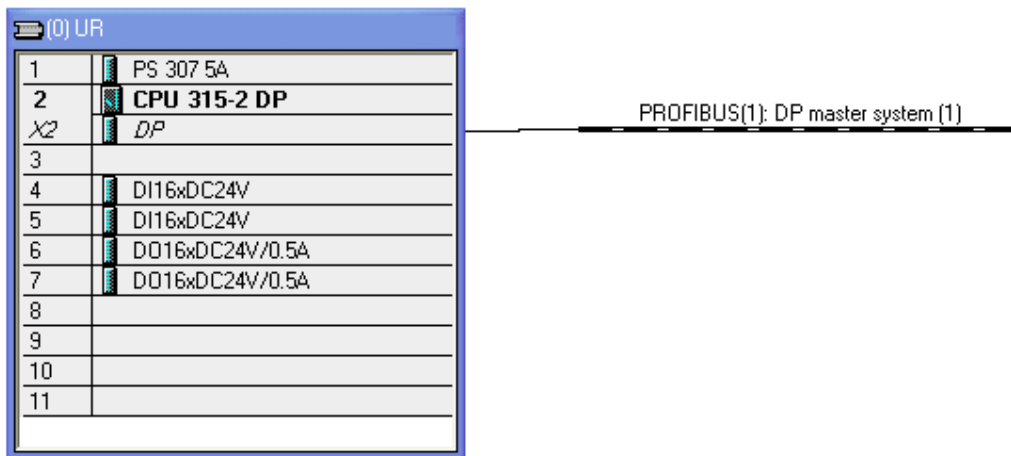 (0) UR
1 PS 307 5A
2 CPU 315-2 DP
X2 DP
3
4 DI16xDC24V
5 DI16xDC24V
6 DO16xDC24V/0.5A
7 DO16xDC24V/0.5A
8
9
10
11
PROFIBUS(1): DP master system (1)